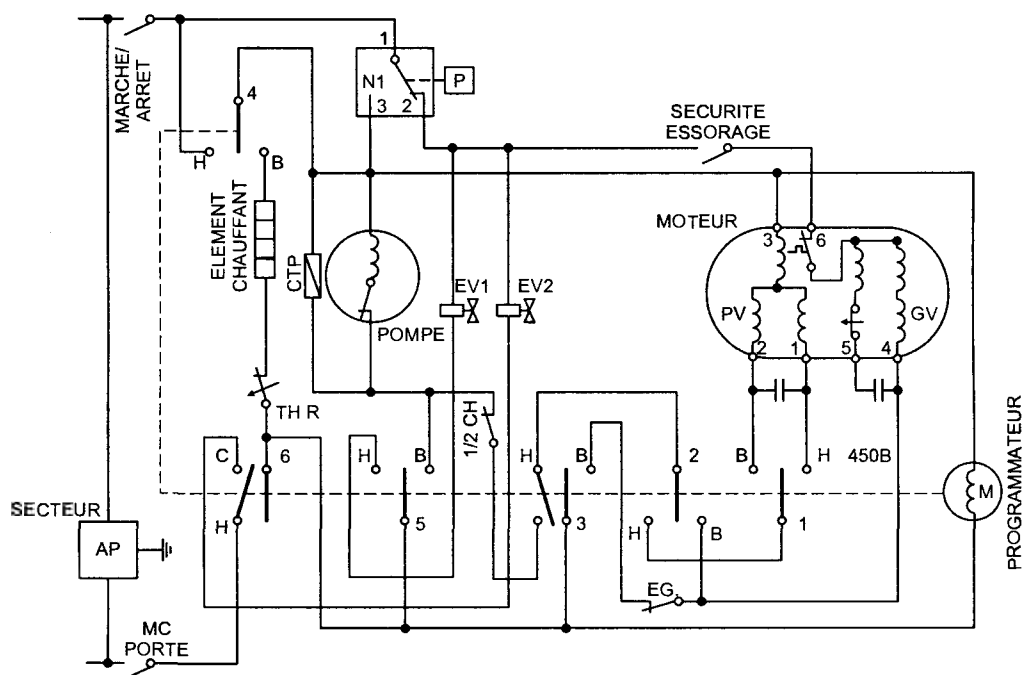 MARCHE/
ARRET
1
N1
P
3
2
4
H
B
ELEMENT
CHAUFFANT
SECURITE
ESSORAGE
MOTEUR
3
6
CTP
POMPE
EV1
EV2
PV
GV
2
1
5
4
TH R
1/2 CH
C
6
H
B
H
B
2
B
H
450B
M
PROGRAMMATEUR
SECTEUR
AP
H
5
3
H
B
1
EG.
MC
PORTE